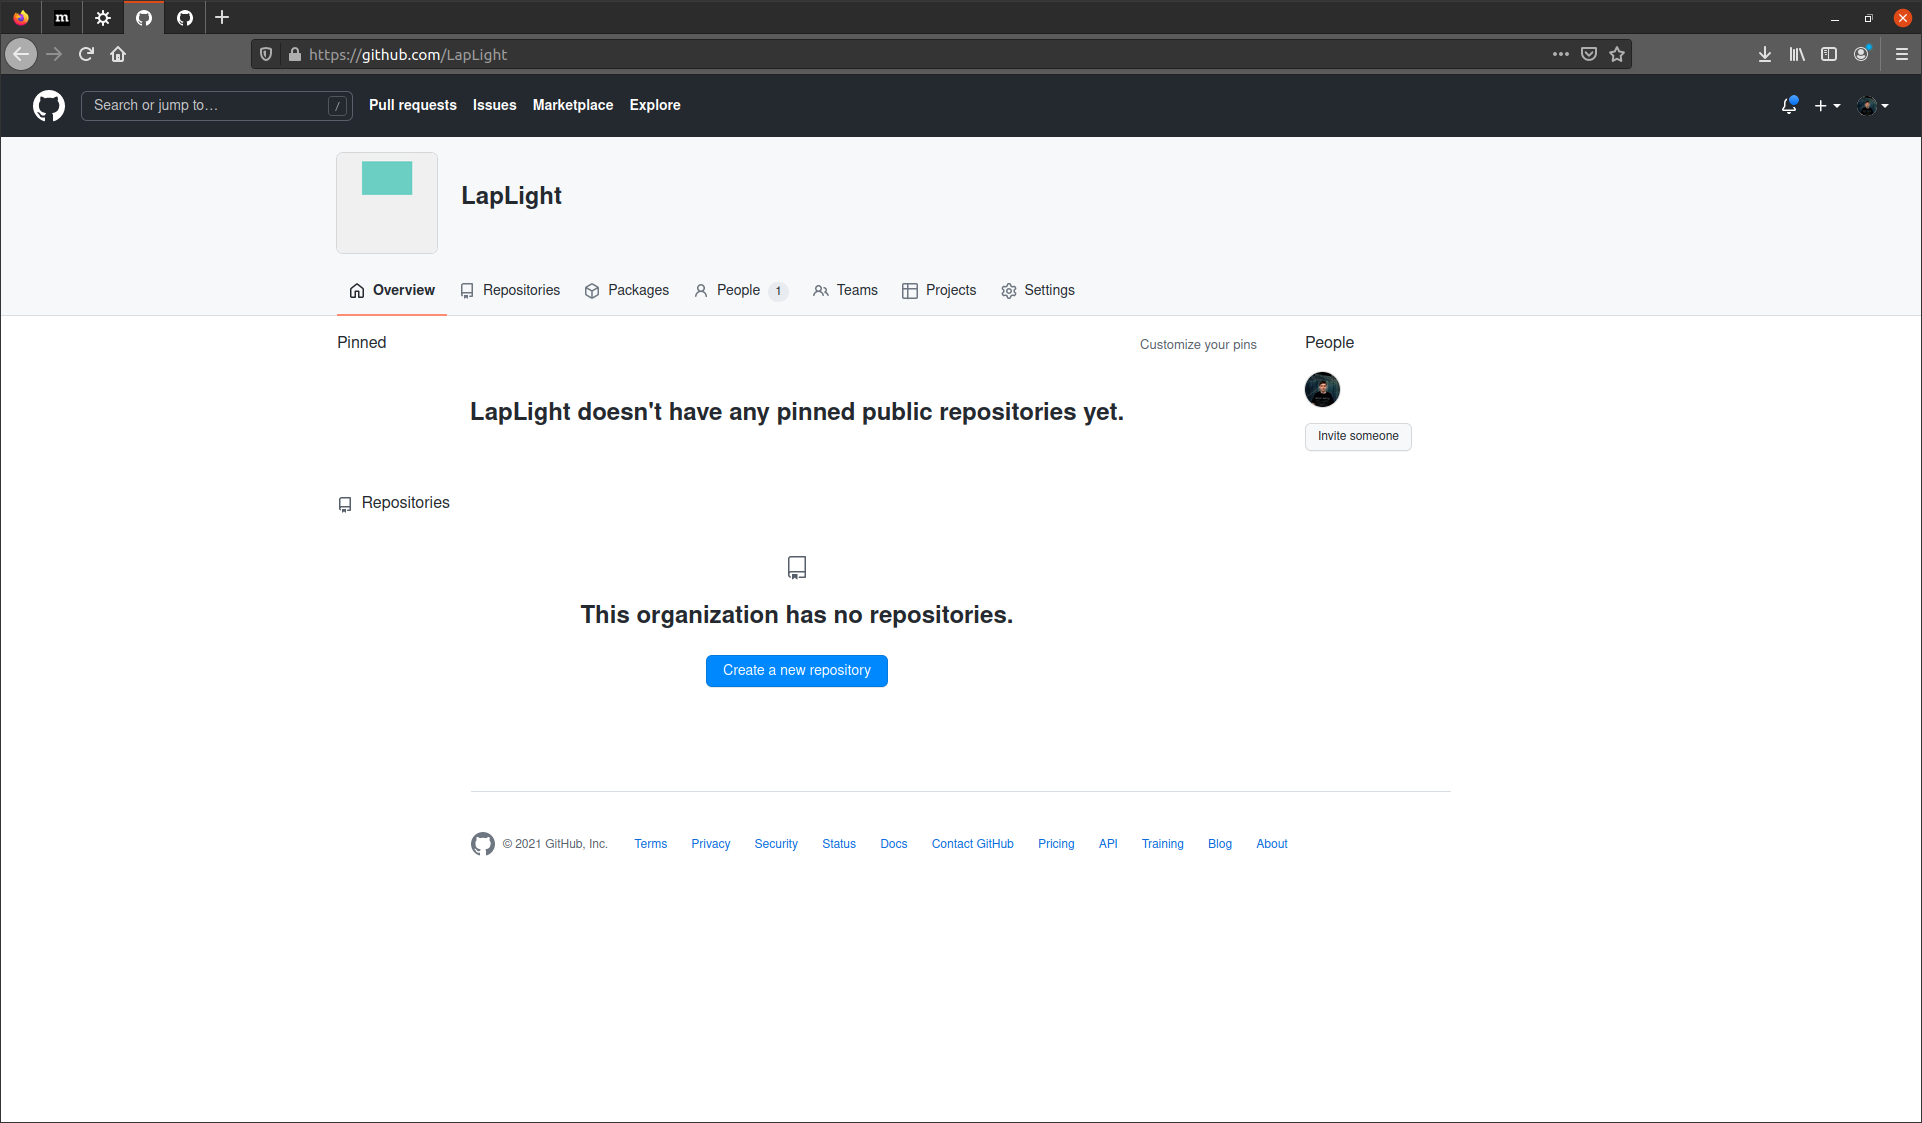 m
https://github.com/LapLight
Search or jump to… /
Pull requests Issues Marketplace Explore
LapLight
Overview Repositories Packages People 1 Teams Projects Settings
Pinned Customize your pins People
LapLight doesn't have any pinned public repositories yet.
Invite someone
Repositories
This organization has no repositories.
Create a new repository
© 2021 GitHub, Inc. Terms Privacy Security Status Docs Contact GitHub Pricing API Training Blog About